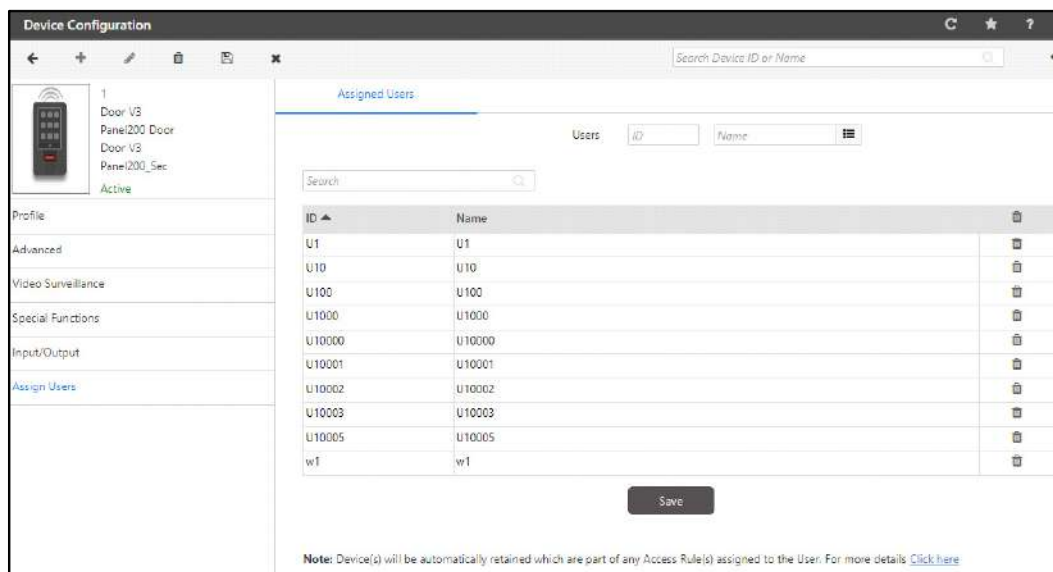 Device Configuration
?
Search Device ID or Name
1
Door V3
Panel200 Door
Door V3
Panel200_Sec
Active
Profile
Advanced
Video Surveillance
Special Functions
Input/Output
Assign Users
Assigned Users
Users ID Name
Search
ID Name
U1 U1
U10 U10
U100 U100
U1000 U1000
U10000 U10000
U10001 U10001
U10002 U10002
U10003 U10003
U10005 U10005
w1 w1
Save
Note: Device(s) will be automatically retained which are part of any Access Rule(s) assigned to the User. For more details Click here